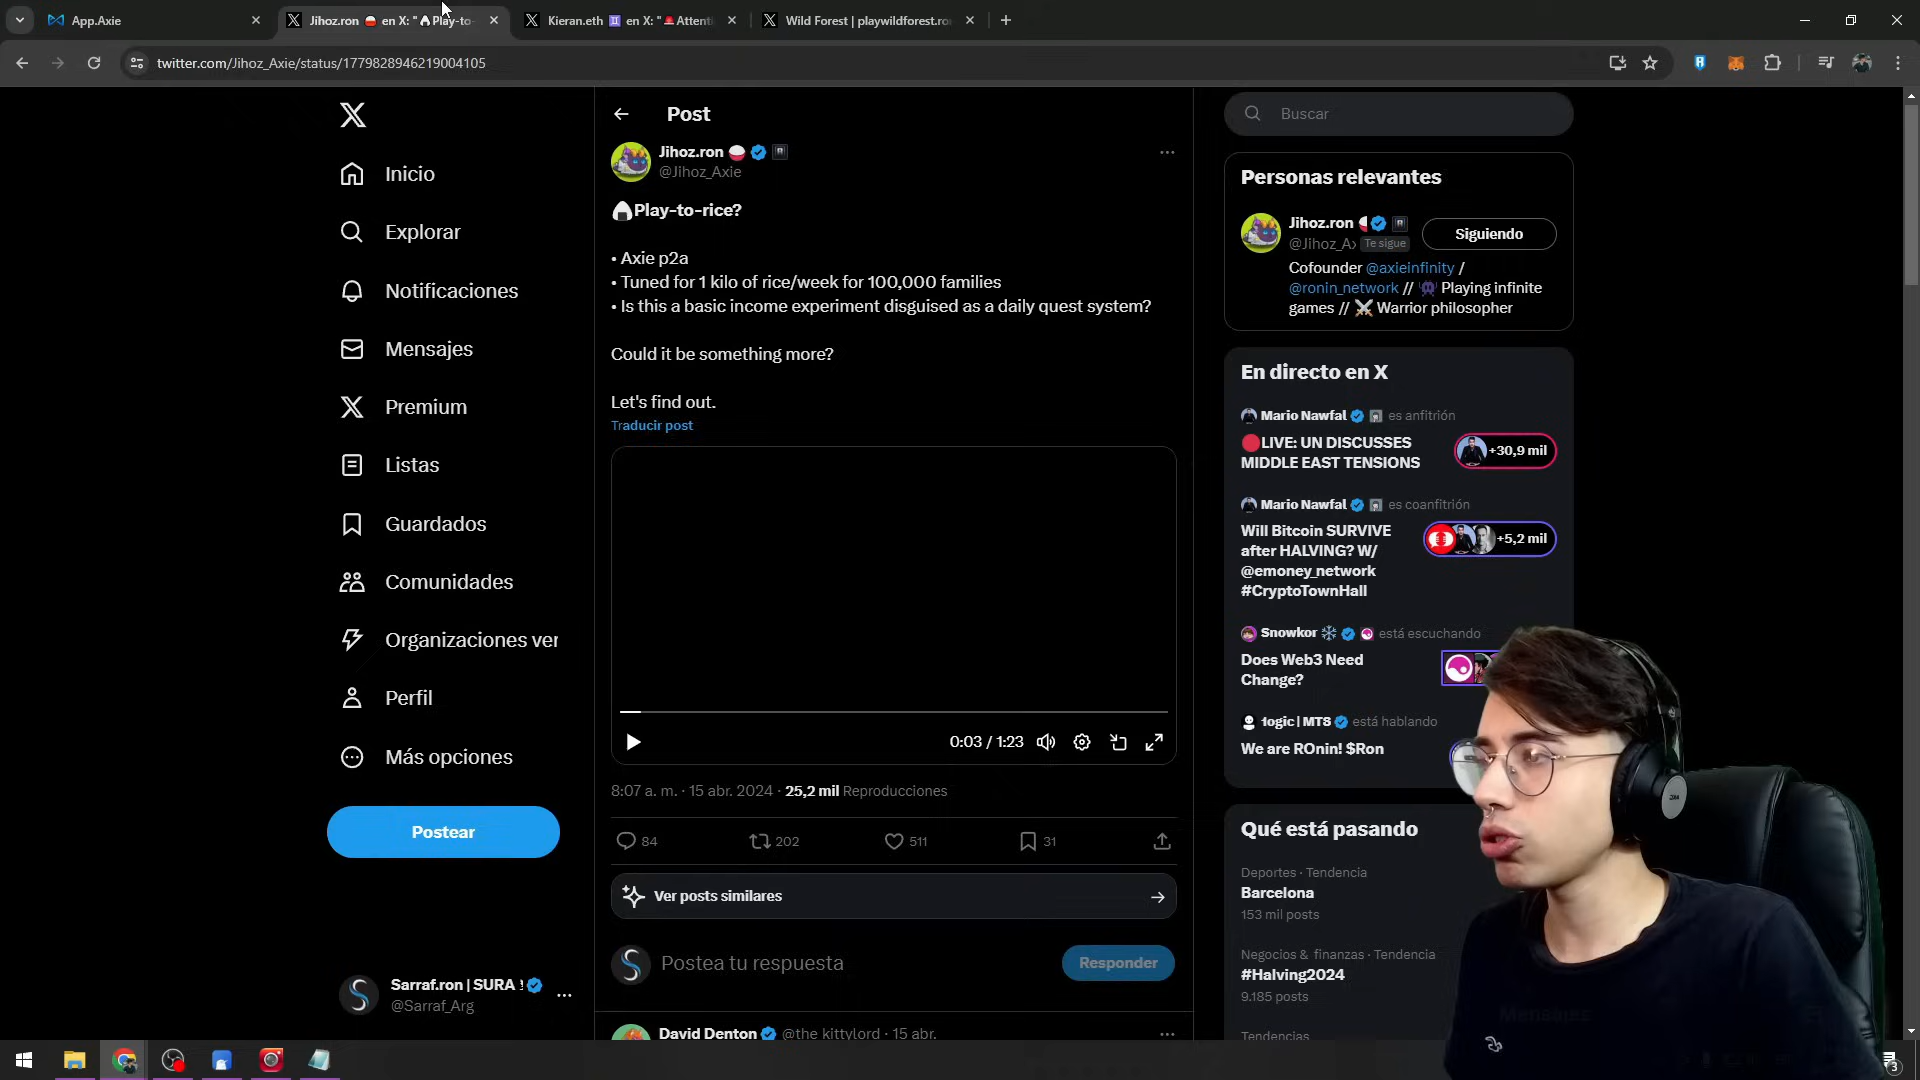 App.Axie
Jihoz.ron en X: " Play-to-
Kieran.eth en X: " Attenti
Wild Forest | playwildforest.ro
twitter.com/Jihoz_Axie/status/1779828946219004105
Inicio
Explorar
Notificaciones
Mensajes
Premium
Listas
Guardados
Comunidades
Organizaciones ver
Perfil
Más opciones
Postear
Sarraf.ron | SURA
@Sarraf_Arg
Post
Jihoz.ron
@Jihoz_Axie
🍙Play-to-rice?
• Axie p2a
• Tuned for 1 kilo of rice/week for 100,000 families
• Is this a basic income experiment disguised as a daily quest system?
Could it be something more?
Let's find out.
Traducir post
0:03 / 1:23
8:07 a. m. · 15 abr. 2024 · 25,2 mil Reproducciones
84 202 511 31
Ver posts similares
Postea tu respuesta
Responder
David Denton @the kittylord · 15 abr.
Buscar
Personas relevantes
Jihoz.ron
@Jihoz_Ax Te sigue
Siguiendo
Cofounder @axieinfinity /
@ronin_network // Playing infinite
games // ⚔️ Warrior philosopher
En directo en X
Mario Nawfal es anfitrión
🔴LIVE: UN DISCUSSES
MIDDLE EAST TENSIONS
+30,9 mil
Mario Nawfal es coanfitrión
Will Bitcoin SURVIVE
after HALVING? W/
@emoney_network
#CryptoTownHall
+5,2 mil
Snowkor ❄️ está escuchando
Does Web3 Need
Change?
1ogic | MT8 está hablando
We are ROnin! $Ron
Qué está pasando
Deportes · Tendencia
Barcelona
153 mil posts
Negocios & finanzas · Tendencia
#Halving2024
9.185 posts
Tendencias
Mensajes
3